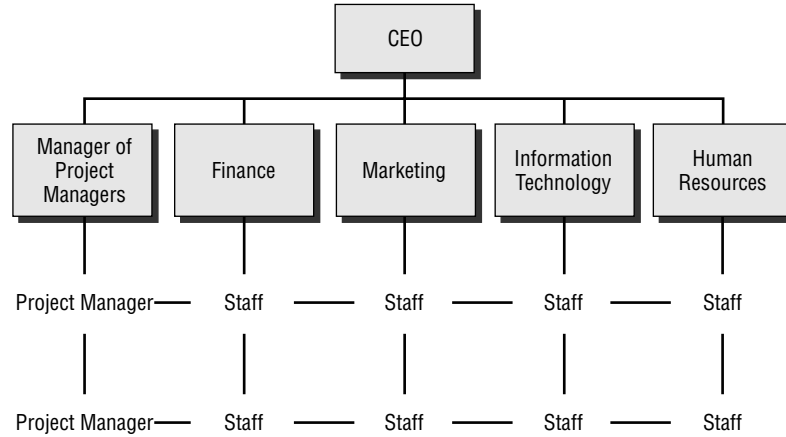 CEO
Manager of
Project
Managers
Finance
Marketing
Information
Technology
Human
Resources
Project Manager Staff Staff Staff Staff
Project Manager Staff Staff Staff Staff